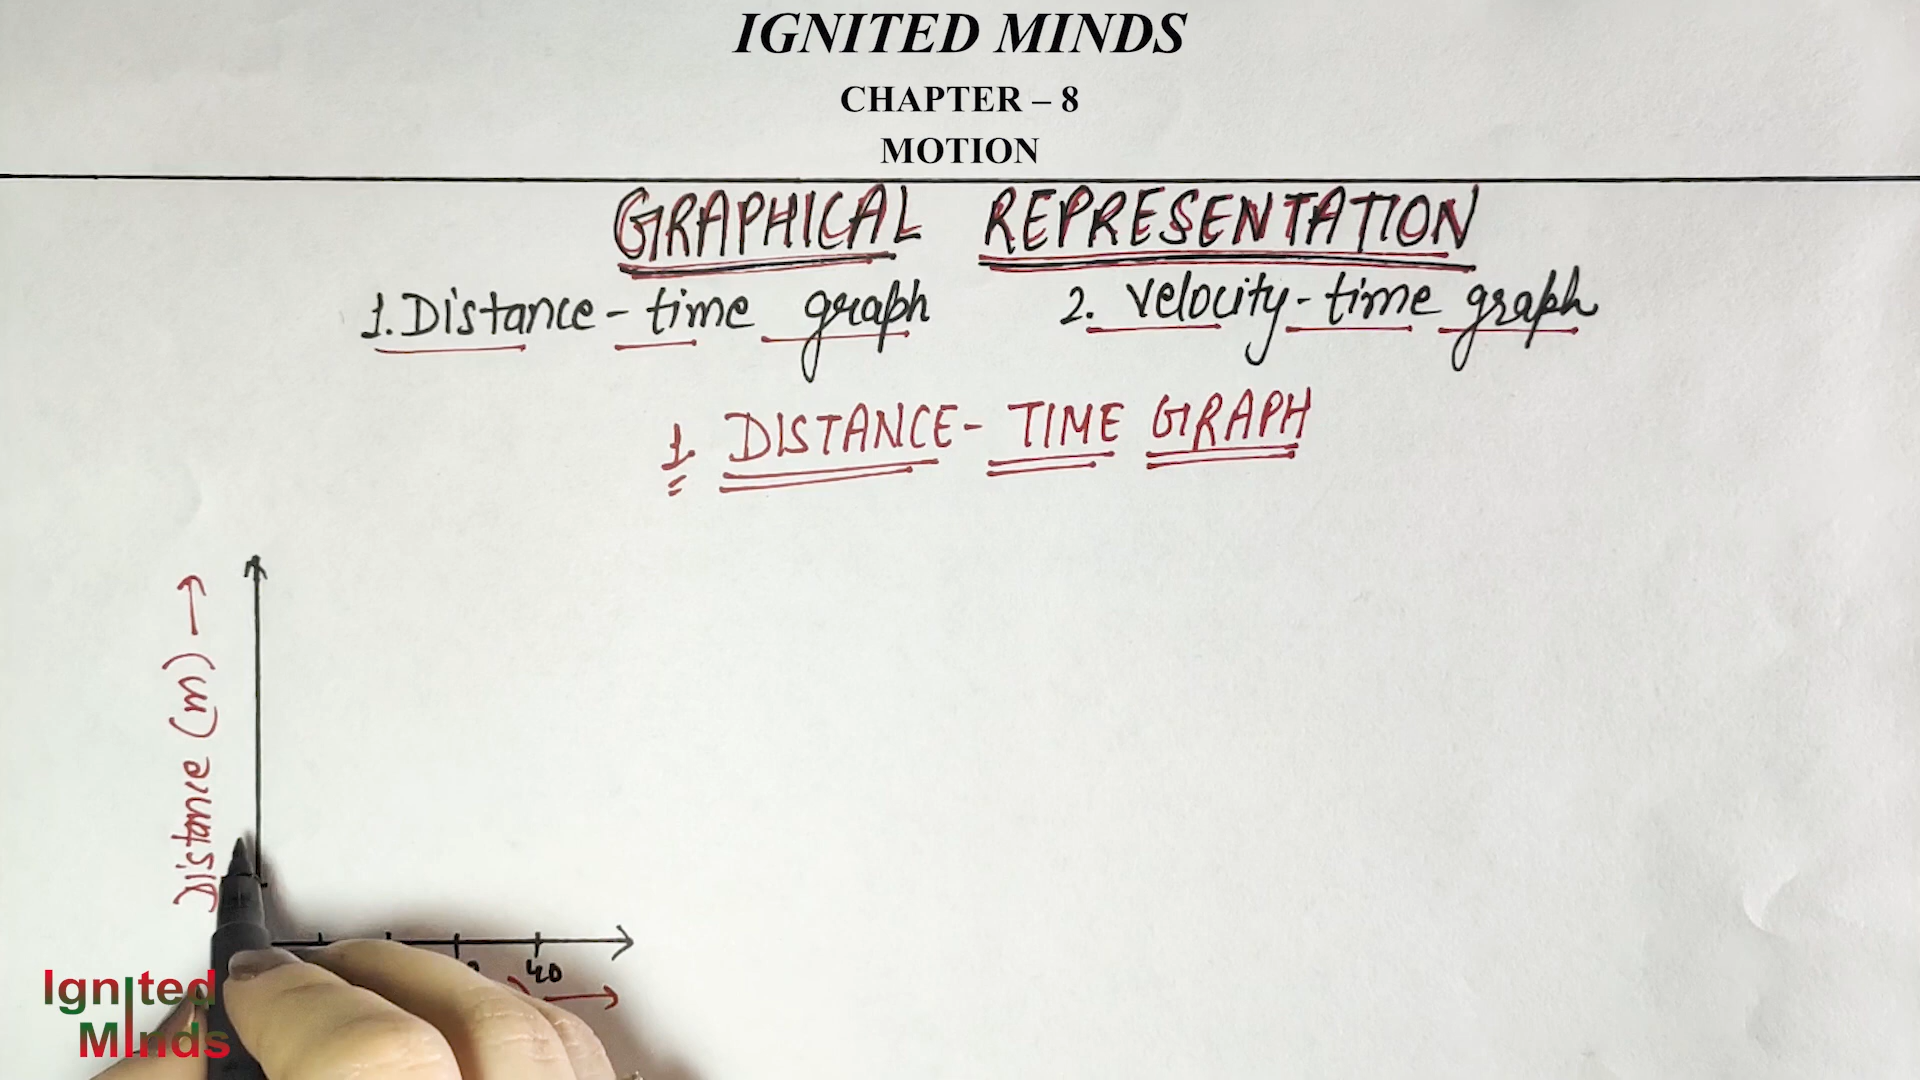 IGNITED MINDS
CHAPTER – 8
MOTION
GRAPHICAL REPRESENTATION
1. Distance - time graph 2. Velocity - time graph
1. DISTANCE - TIME GRAPH
Distance (m) →
40
Ignited
Minds